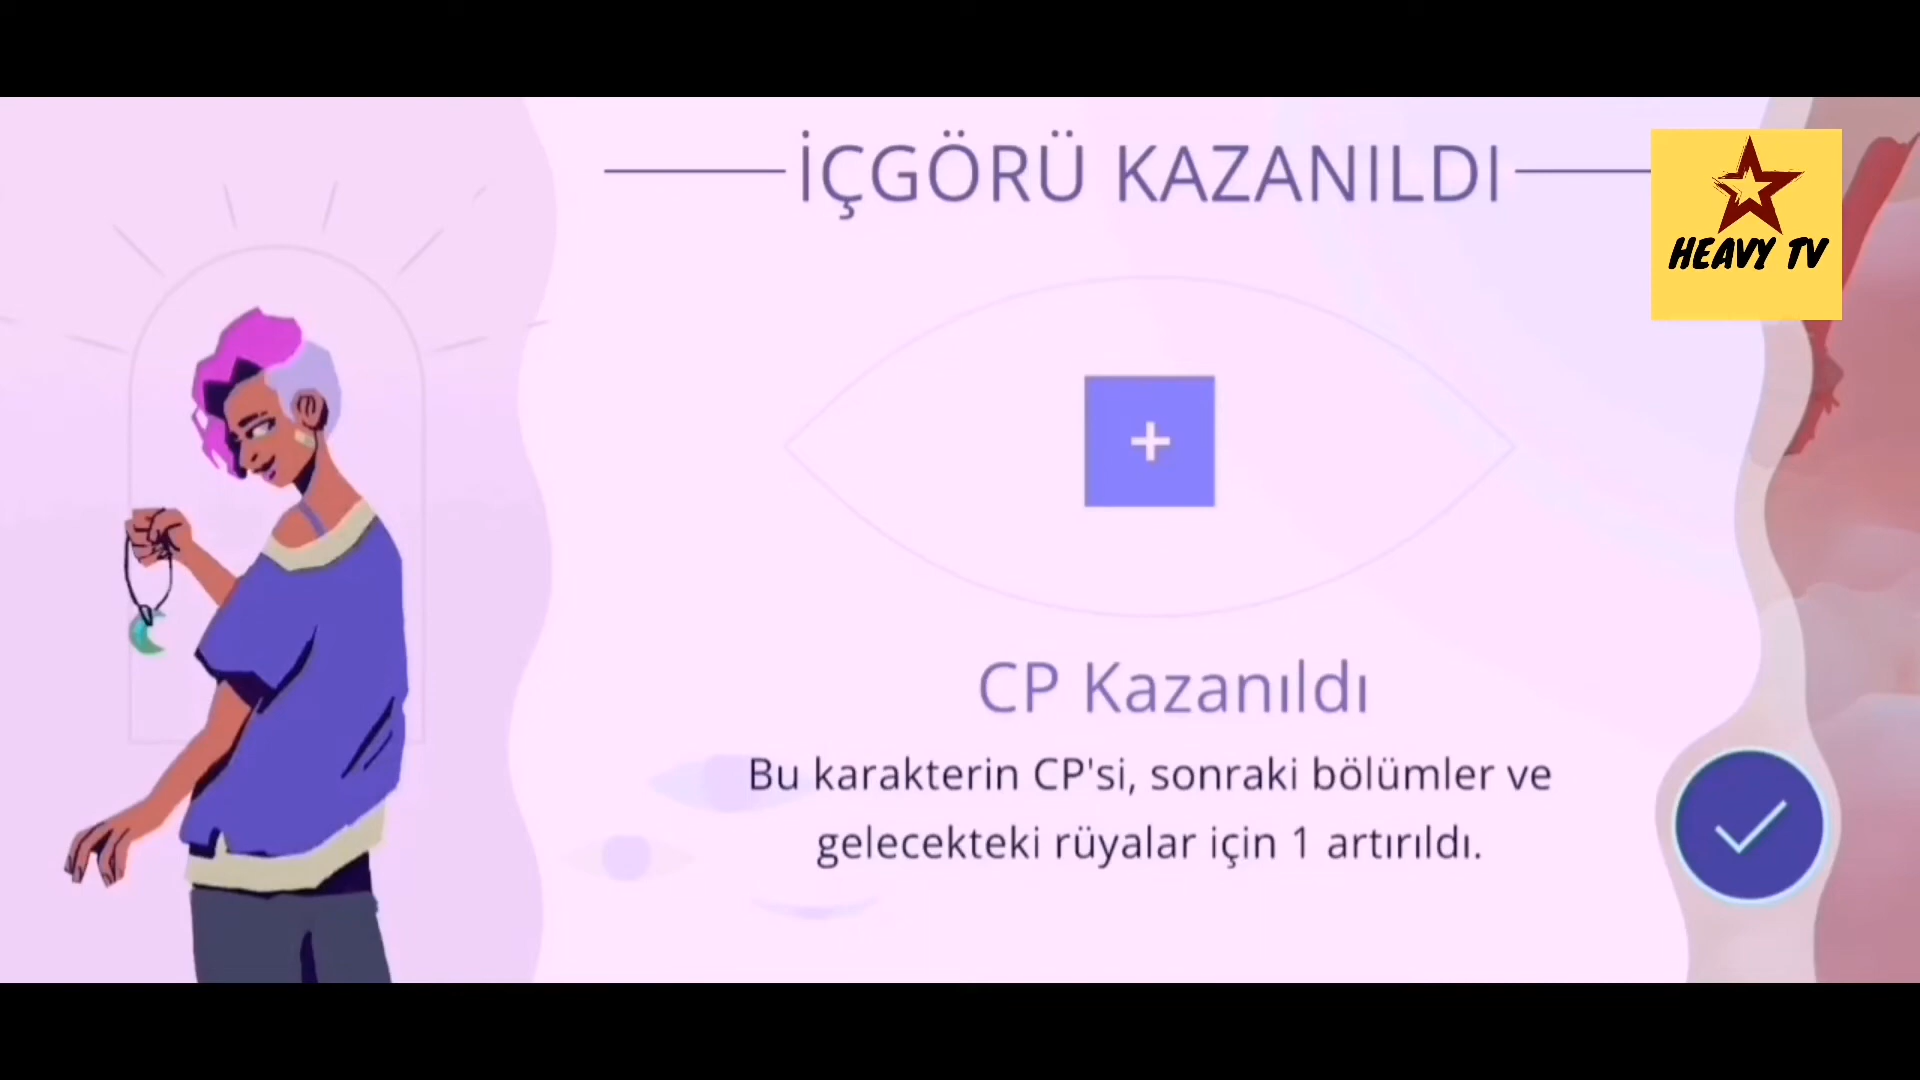 İÇGÖRÜ KAZANILDI
HEAVY TV
CP Kazanıldı
Bu karakterin CP'si, sonraki bölümler ve
gelecekteki rüyalar için 1 artırıldı.